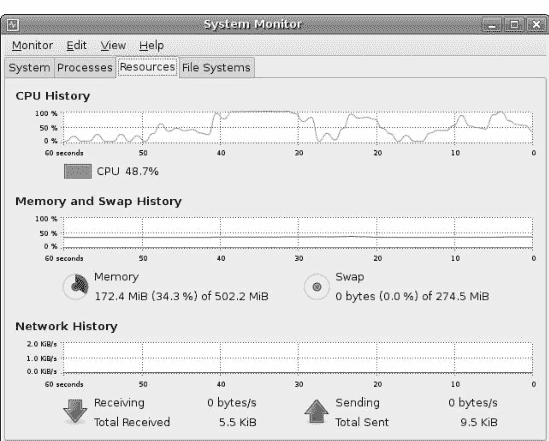 System Monitor
Monitor Edit View Help
System Processes Resources File Systems
CPU History
100 %
50 %
0 %
60 seconds 50 40 30 20 10 0
CPU 48.7%
Memory and Swap History
100 %
50 %
0 %
60 seconds 50 40 30 20 10 0
Memory Swap
172.4 MiB (34.3 %) of 502.2 MiB 0 bytes (0.0 %) of 274.5 MiB
Network History
2.0 KiB/s
1.0 KiB/s
0.0 KiB/s
60 seconds 50 40 30 20 10 0
Receiving 0 bytes/s Sending 0 bytes/s
Total Received 5.5 KiB Total Sent 9.5 KiB